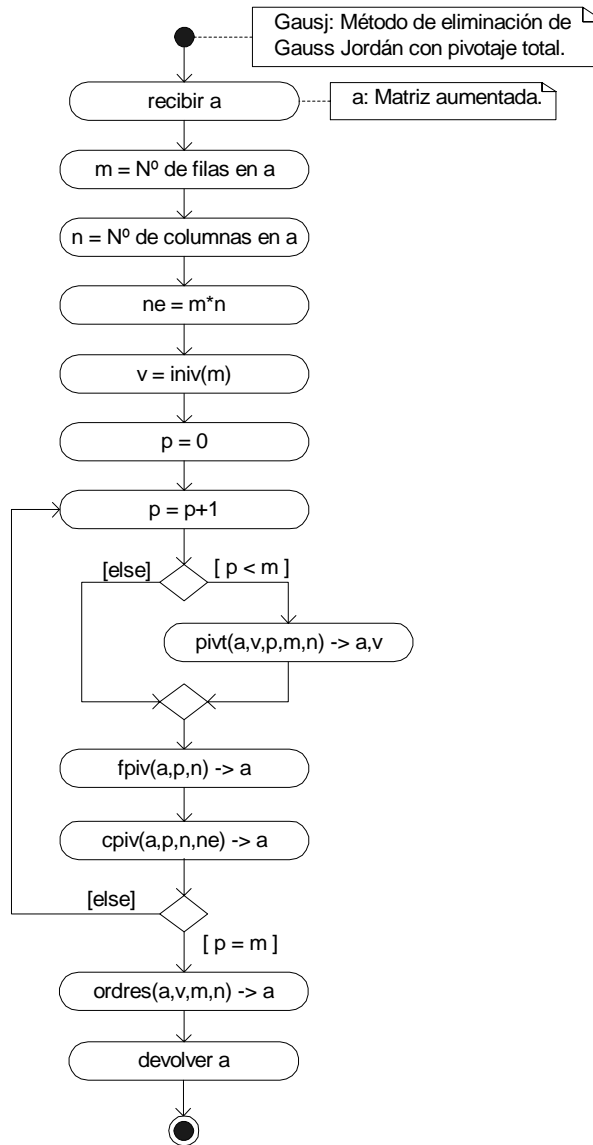 Gausj: Método de eliminación de
Gauss Jordán con pivotaje total.
recibir a
a: Matriz aumentada.
m = Nº de filas en a
n = Nº de columnas en a
ne = m*n
v = iniv(m)
p = 0
p = p+1
[else]
[ p < m ]
pivt(a,v,p,m,n) -> a,v
fpiv(a,p,n) -> a
cpiv(a,p,n,ne) -> a
[else]
[ p = m ]
ordres(a,v,m,n) -> a
devolver a